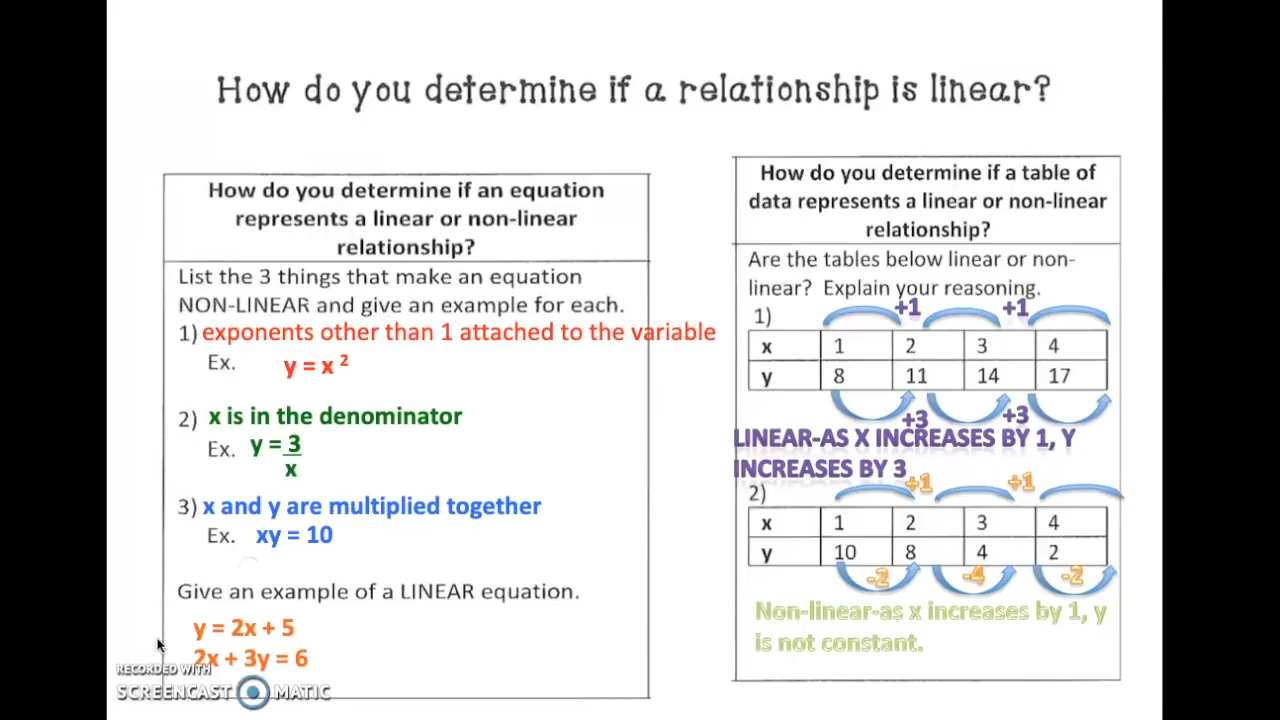 How do you determine if a relationship is linear?
How do you determine if an equation
represents a linear or non-linear
relationship?
List the 3 things that make an equation
NON-LINEAR and give an example for each.
1) exponents other than 1 attached to the variable
Ex. y = x ²
2) x is in the denominator
Ex. y = 3
x
3) x and y are multiplied together
Ex. xy = 10
Give an example of a LINEAR equation.
y = 2x + 5
2x + 3y = 6
RECORDED WITH
SCREENCAST MATIC
How do you determine if a table of
data represents a linear or non-linear
relationship?
Are the tables below linear or non-
linear? Explain your reasoning.
+1 +1
1)
x 1 2 3 4
y 8 11 14 17
+3 +3
LINEAR-AS X INCREASES BY 1, Y
INCREASES BY 3
+1 +1
2)
x 1 2 3 4
y 10 8 4 2
-2 -4 -2
Non-linear-as x increases by 1, y
is not constant.